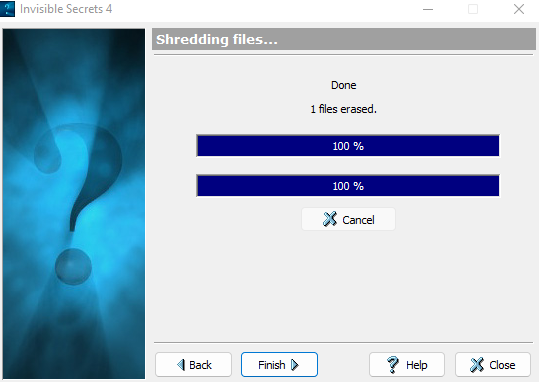 Invisible Secrets 4
Shredding files...
Done
1 files erased.
100 %
100 %
Cancel
Back
Finish
Help
Close